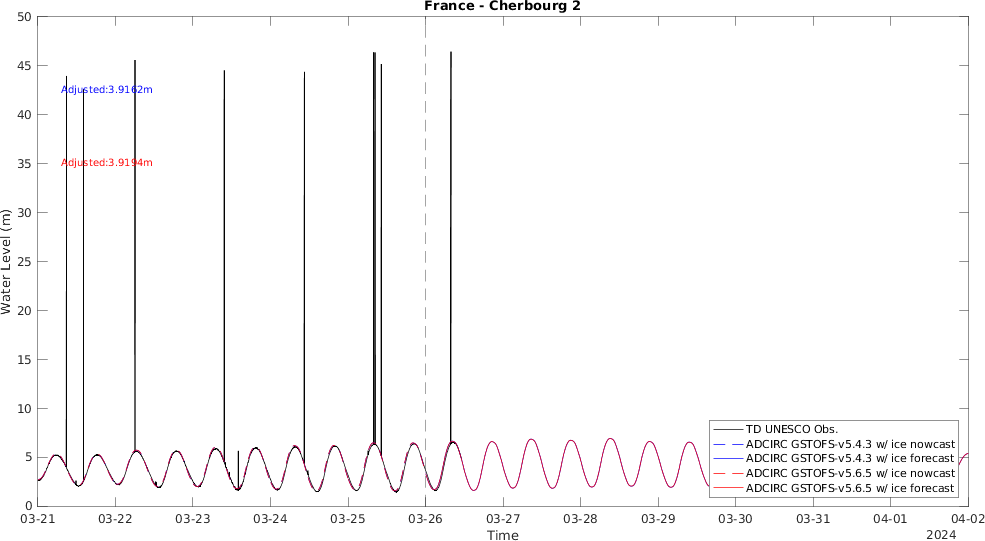 France - Cherbourg 2
50
45
40
35
30
25
20
15
10
5
0
Water Level (m)
Adjusted:3.9162m
Adjusted:3.9194m
TD UNESCO Obs.
ADCIRC GSTOFS-v5.4.3 w/ ice nowcast
ADCIRC GSTOFS-v5.4.3 w/ ice forecast
ADCIRC GSTOFS-v5.6.5 w/ ice nowcast
ADCIRC GSTOFS-v5.6.5 w/ ice forecast
03-21 03-22 03-23 03-24 03-25 03-26 03-27 03-28 03-29 03-30 03-31 04-01 04-02
Time
2024